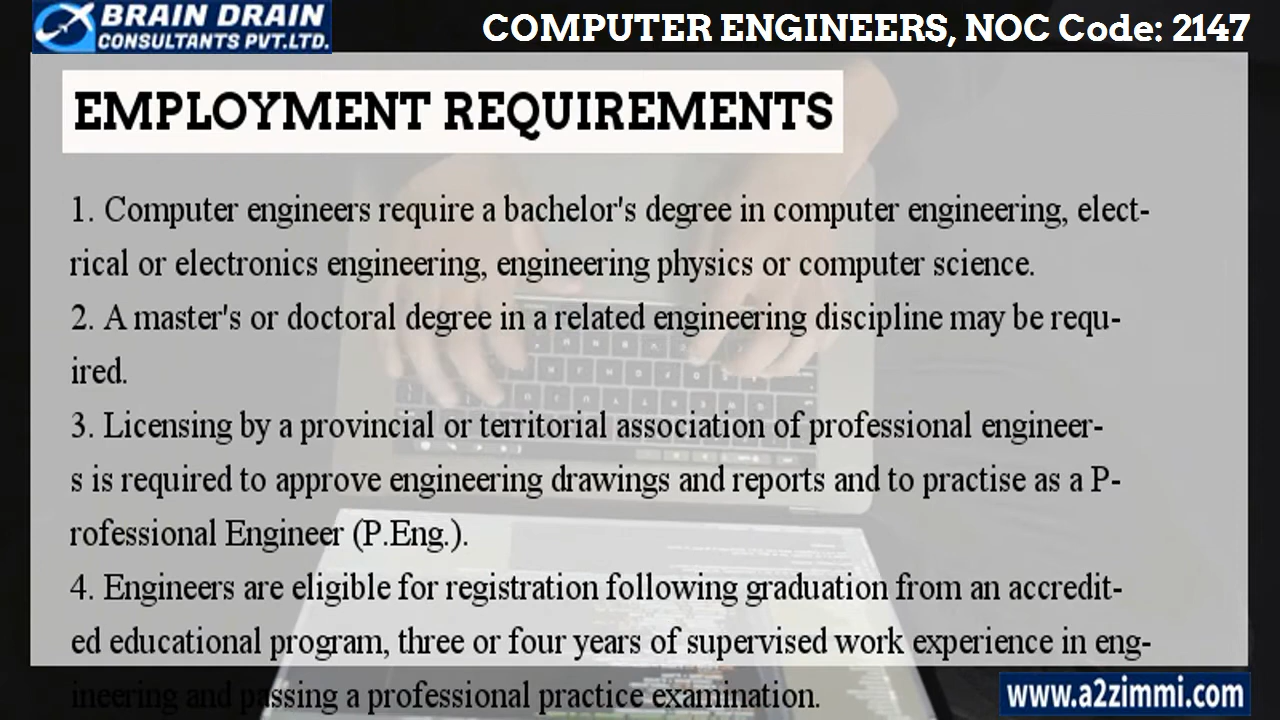 BRAIN DRAIN
CONSULTANTS PVT.LTD.
COMPUTER ENGINEERS, NOC Code: 2147
EMPLOYMENT REQUIREMENTS
1. Computer engineers require a bachelor's degree in computer engineering, elect-
rical or electronics engineering, engineering physics or computer science.
2. A master's or doctoral degree in a related engineering discipline may be requ-
ired.
3. Licensing by a provincial or territorial association of professional engineer-
s is required to approve engineering drawings and reports and to practise as a P-
rofessional Engineer (P.Eng.).
4. Engineers are eligible for registration following graduation from an accredit-
ed educational program, three or four years of supervised work experience in eng-
ineering and passing a professional practice examination.
www.a2zimmi.com